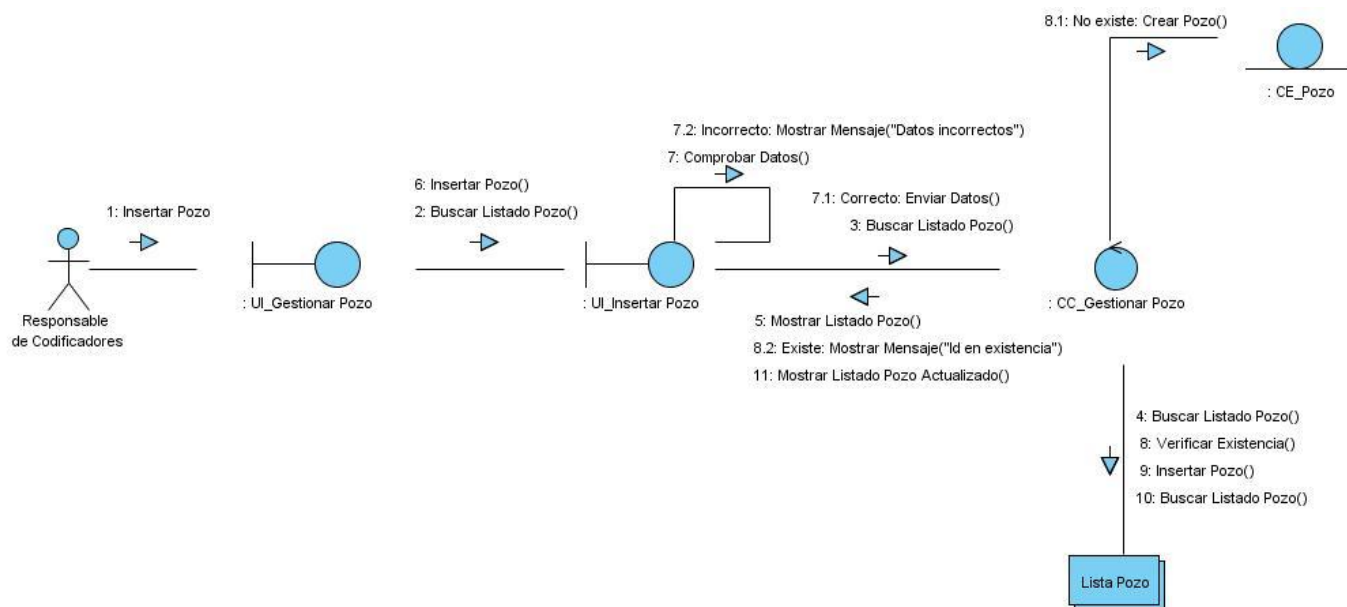 8.1: No existe: Crear Pozo()
: CE_Pozo
7.2: Incorrecto: Mostrar Mensaje("Datos incorrectos")
7: Comprobar Datos()
6: Insertar Pozo()
2: Buscar Listado Pozo()
7.1: Correcto: Enviar Datos()
3: Buscar Listado Pozo()
1: Insertar Pozo
Responsable
de Codificadores
: UI_Gestionar Pozo
: UI_Insertar Pozo
: CC_Gestionar Pozo
5: Mostrar Listado Pozo()
8.2: Existe: Mostrar Mensaje("Id en existencia")
11: Mostrar Listado Pozo Actualizado()
4: Buscar Listado Pozo()
8: Verificar Existencia()
9: Insertar Pozo()
10: Buscar Listado Pozo()
Lista Pozo